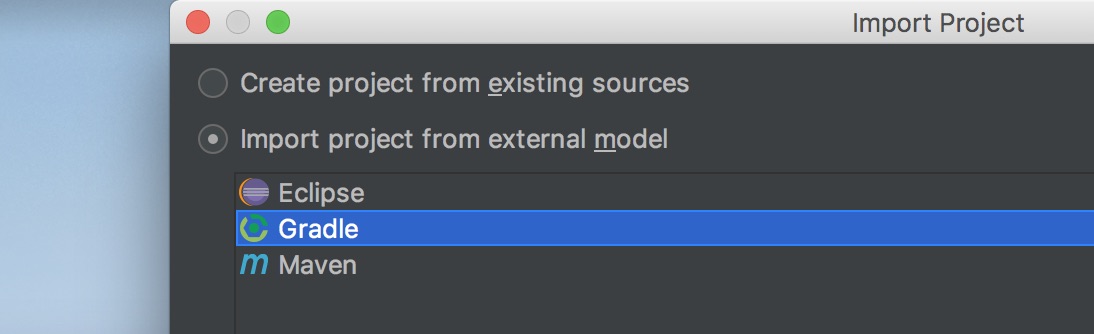 Import Project
Create project from existing sources
Import project from external model
Eclipse
Gradle
Maven